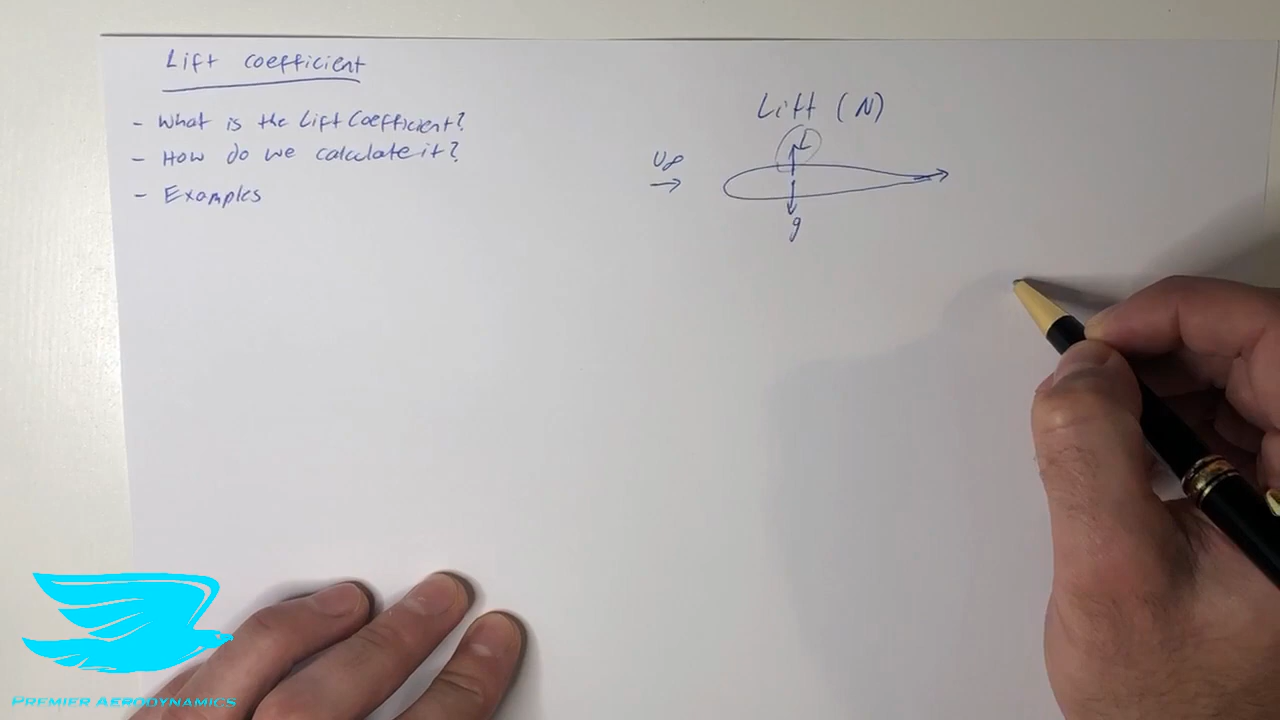 Lift coefficient
- What is the Lift Coefficient?
- How do we calculate it?
- Examples
Lift (N)
L
U∞
g
PREMIER AERODYNAMICS